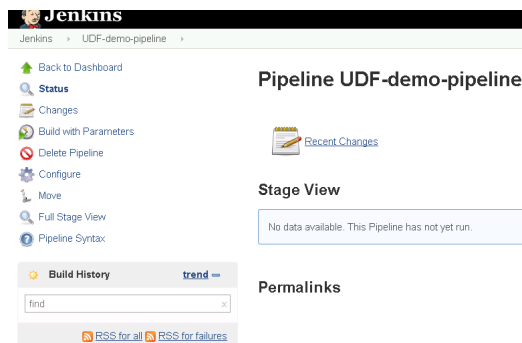 Jenkins
Jenkins UDF-demo-pipeline
Back to Dashboard
Status
Changes
Build with Parameters
Delete Pipeline
Configure
Move
Full Stage View
Pipeline Syntax
Build History trend
find x
RSS for all RSS for failures
Pipeline UDF-demo-pipeline
Recent Changes
Stage View
No data available. This Pipeline has not yet run.
Permalinks